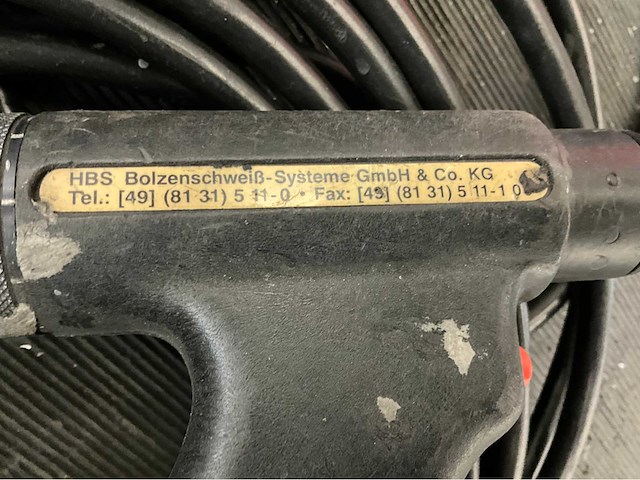 HBS Bolzenschweiß-Systeme GmbH & Co. KG
Tel.: [49] (81 31) 5 11-0 • Fax: [49] (81 31) 5 11-1 0